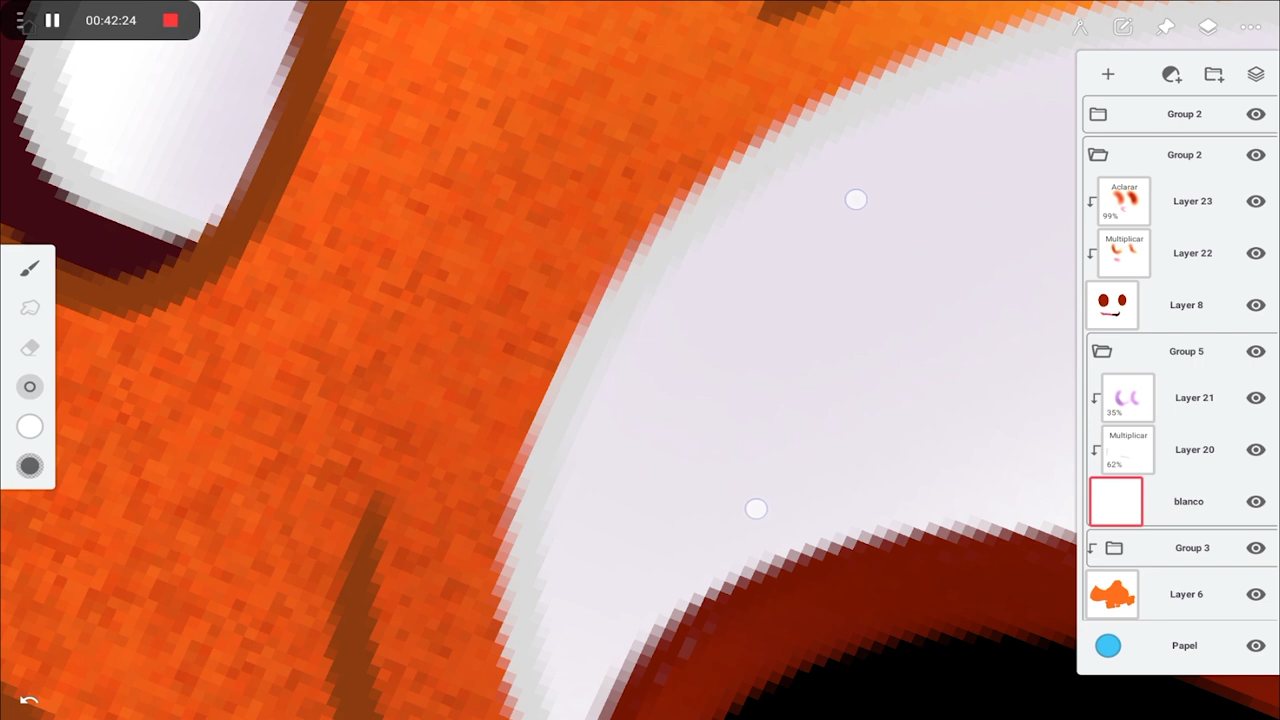 00:42:24
Group 2
Group 2
Aclarar
99%
Layer 23
Multiplicar
Layer 22
Layer 8
Group 5
35%
Layer 21
Multiplicar
62%
Layer 20
blanco
Group 3
Layer 6
Papel